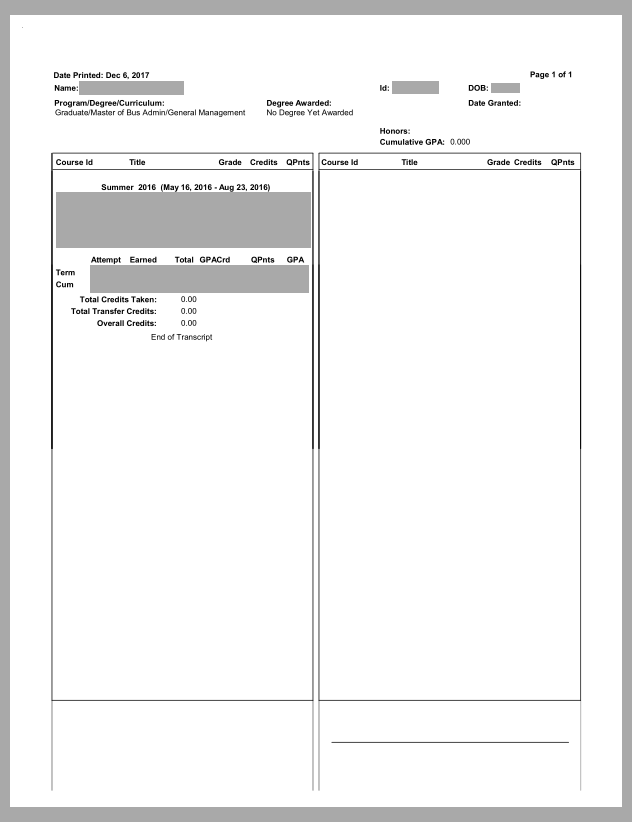 Date Printed: Dec 6, 2017
Page 1 of 1
Name:
Id:
DOB:
Program/Degree/Curriculum:
Degree Awarded:
Date Granted:
Graduate/Master of Bus Admin/General Management
No Degree Yet Awarded
Honors:
Cumulative GPA: 0.000
Course Id Title Grade Credits QPnts
Summer 2016 (May 16, 2016 - Aug 23, 2016)
Attempt Earned Total GPACrd QPnts GPA
Term
Cum
Total Credits Taken: 0.00
Total Transfer Credits: 0.00
Overall Credits: 0.00
End of Transcript
Course Id Title Grade Credits QPnts